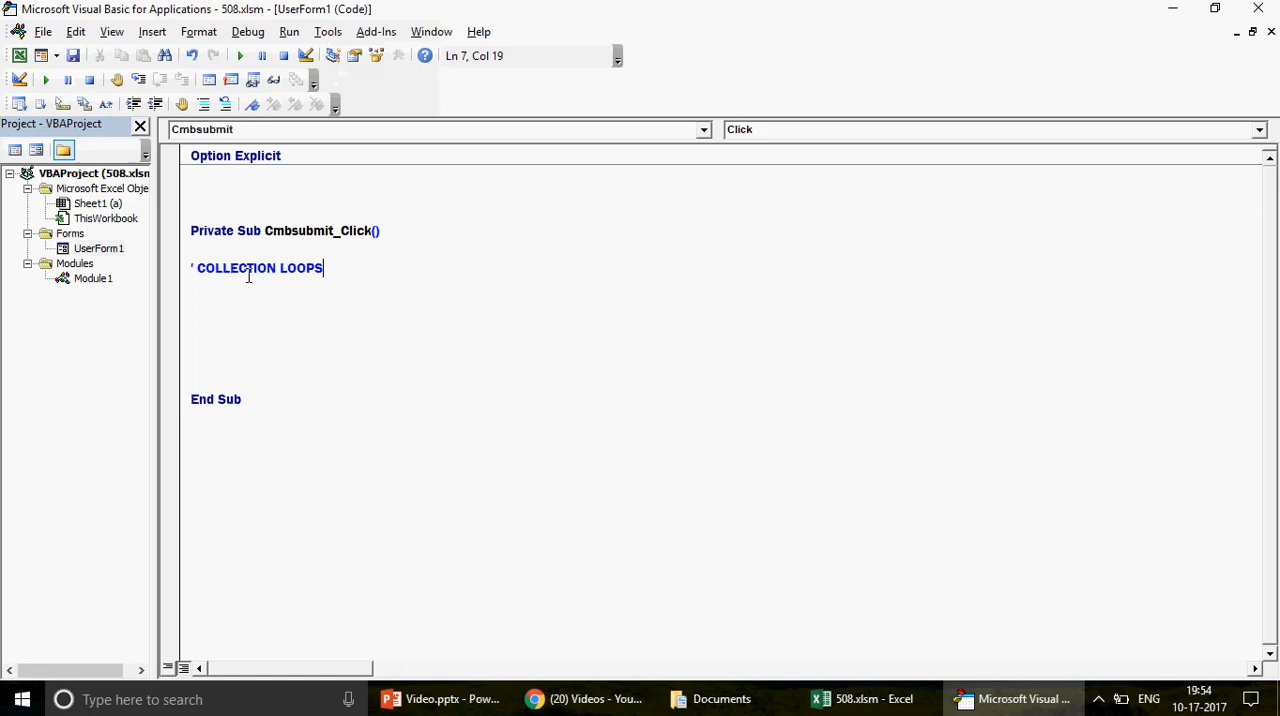 Microsoft Visual Basic for Applications - 508.xlsm - [UserForm1 (Code)]
File Edit View Insert Format Debug Run Tools Add-Ins Window Help
Ln 7, Col 19
Project - VBAProject
Cmbsubmit Click
VBAProject (508.xlsn
Microsoft Excel Obje
Sheet1 (a)
ThisWorkbook
Forms
UserForm1
Modules
Module1
Option Explicit
Private Sub Cmbsubmit_Click()
' COLLECTION LOOPS
End Sub
Type here to search
Video.pptx - Pow...
(20) Videos - You...
Documents
508.xlsm - Excel
Microsoft Visual ...
ENG
19:54
10-17-2017